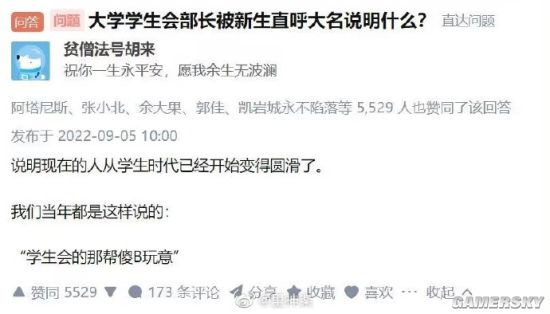 问答 问题 大学学生会部长被新生直呼大名说明什么? 直达问题
贫僧法号胡来
祝你一生永平安,愿我余生无波澜
阿塔尼斯、张小北、余大果、郭佳、凯岩城永不陷落等 5,529 人也赞同了该回答
发布于 2022-09-05 10:00
说明现在的人从学生时代已经开始变得圆滑了。
我们当年都是这样说的:
“学生会的那帮傻B玩意”
赞同 5529 173 条评论 分享 收藏 喜欢 ··· 收起
GAMERSKY